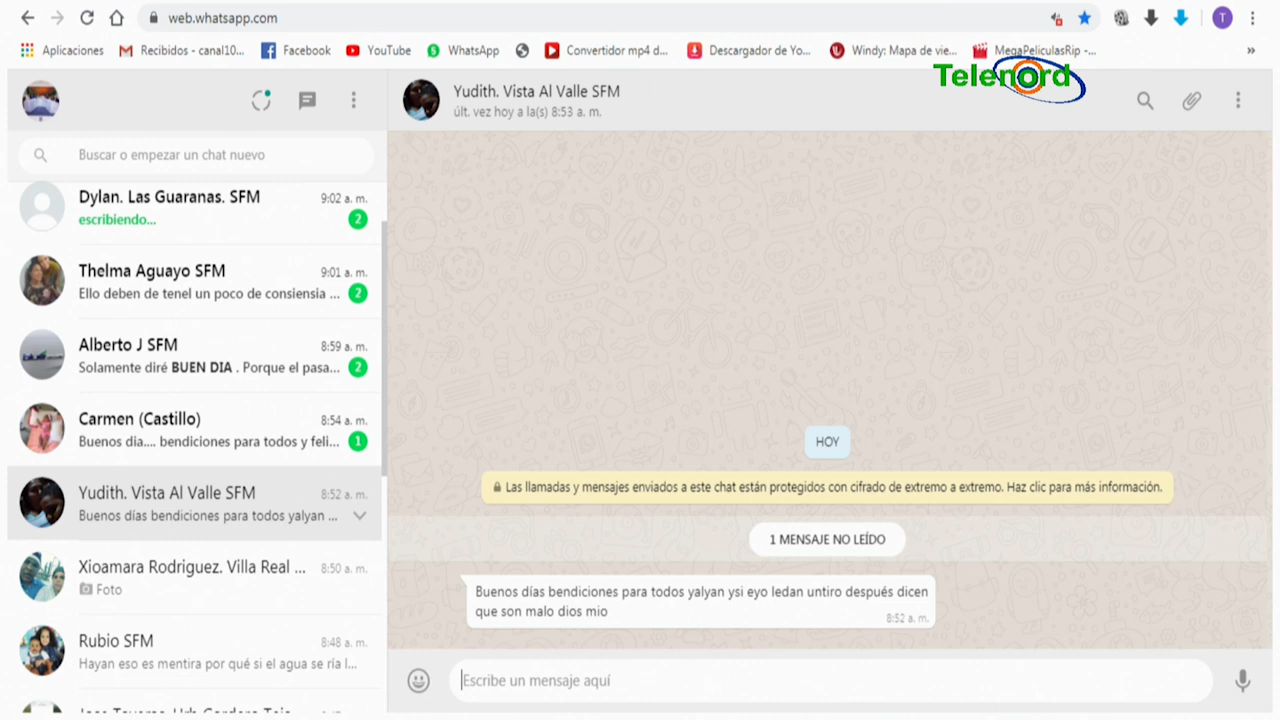 web.whatsapp.com
T
Aplicaciones
Recibidos - canal10...
Facebook
YouTube
WhatsApp
Convertidor mp4 d...
Descargador de Yo...
Windy: Mapa de vie...
MegaPeliculasRip -...
»
Telenord
Yudith. Vista Al Valle SFM
últ. vez hoy a la(s) 8:53 a. m.
Buscar o empezar un chat nuevo
Dylan. Las Guaranas. SFM 9:02 a. m.
escribiendo... 2
Thelma Aguayo SFM 9:01 a. m.
Ello deben de tenel un poco de consiensia ... 2
Alberto J SFM 8:59 a. m.
Solamente diré BUEN DIA . Porque el pasa... 2
Carmen (Castillo) 8:54 a. m.
Buenos dia.... bendiciones para todos y feli... 1
Yudith. Vista Al Valle SFM 8:52 a. m.
Buenos días bendiciones para todos yalyan ...
Xioamara Rodriguez. Villa Real ... 8:50 a. m.
Foto
Rubio SFM 8:48 a. m.
Hayan eso es mentira por qué si el agua se ría l...
HOY
Las llamadas y mensajes enviados a este chat están protegidos con cifrado de extremo a extremo. Haz clic para más información.
1 MENSAJE NO LEÍDO
Buenos días bendiciones para todos yalyan ysi eyo ledan untiro después dicen
que son malo dios mio
8:52 a. m.
Escribe un mensaje aquí